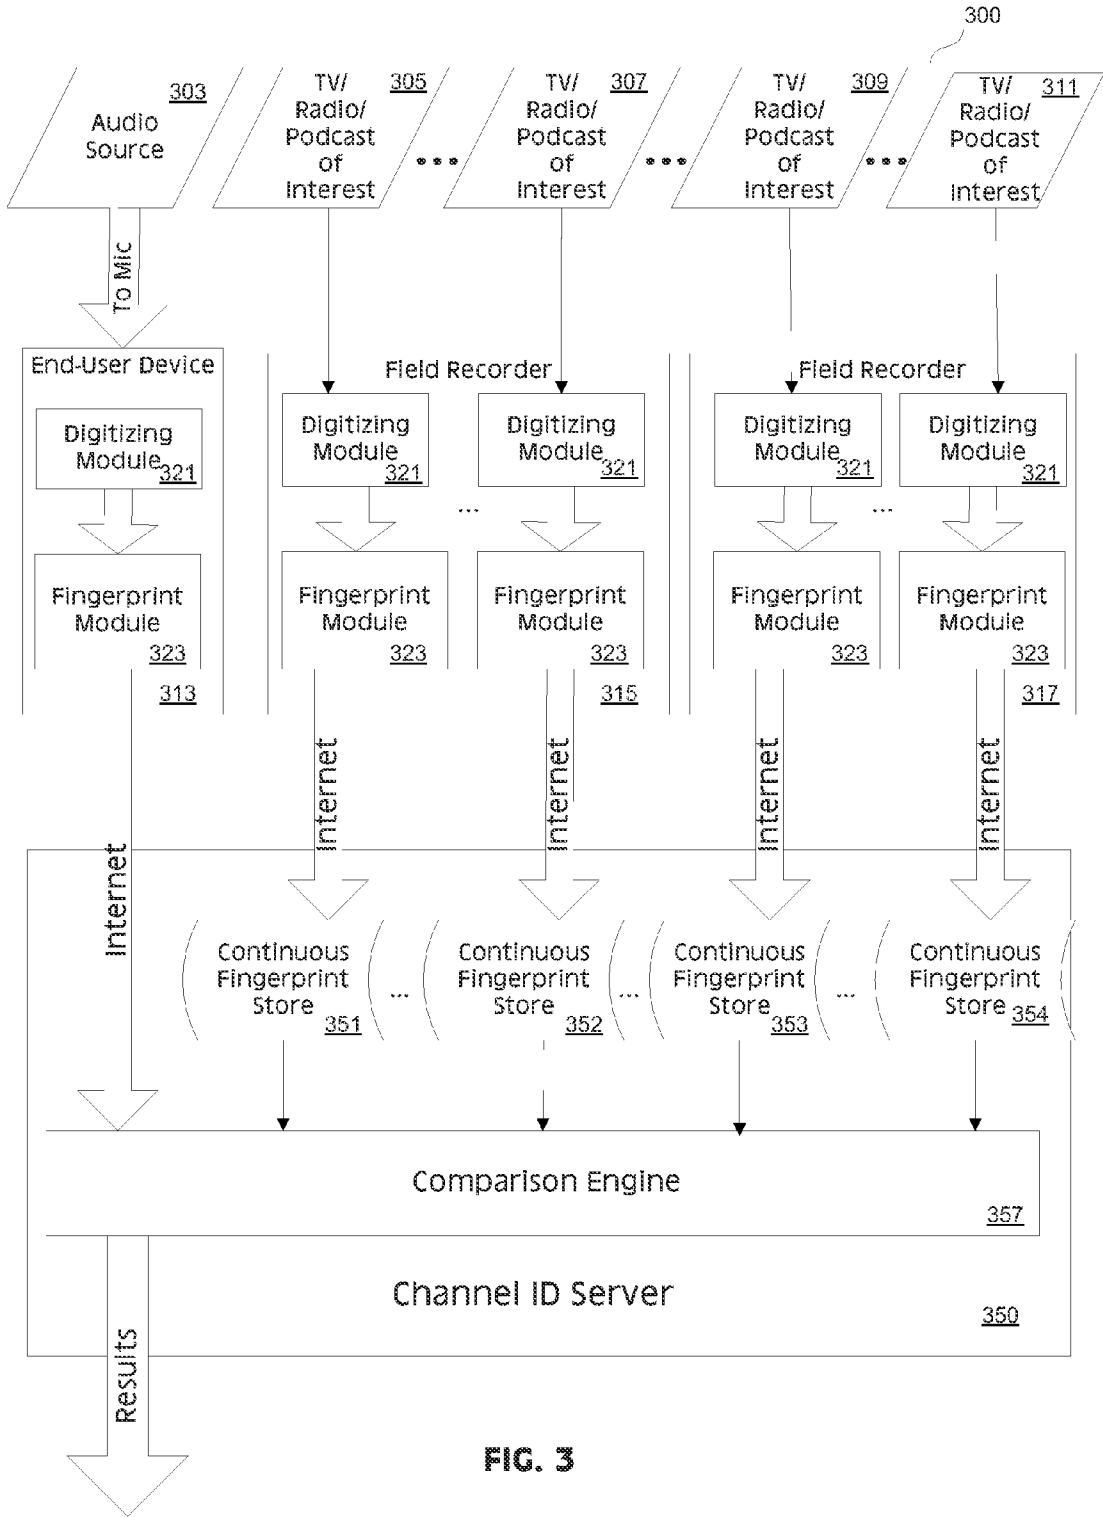 300
303
Audio
Source
TV/
305
Radio/
Podcast
of
Interest
TV/
307
Radio/
Podcast
of
Interest
TV/
309
Radio/
Podcast
of
Interest
TV/
311
Radio/
Podcast
of
Interest
To Mic
End-User Device
Digitizing
Module
321
Fingerprint
Module
323
313
Field Recorder
Digitizing
Module
321
Digitizing
Module
321
...
Fingerprint
Module
323
Fingerprint
Module
323
315
Field Recorder
Digitizing
Module
321
Digitizing
Module
321
...
Fingerprint
Module
323
Fingerprint
Module
323
317
Internet
Internet
Internet
Internet
Internet
Continuous
Fingerprint
Store
351
...
Continuous
Fingerprint
Store
352
...
Continuous
Fingerprint
Store
353
...
Continuous
Fingerprint
Store
354
Comparison Engine
357
Channel ID Server
350
Results
FIG. 3